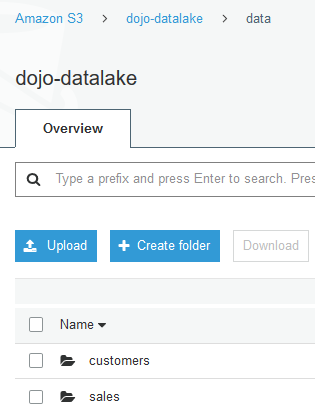 Amazon S3 > dojo-datalake > data
dojo-datalake
Overview
Type a prefix and press Enter to search. Pres
Upload Create folder Download
Name
customers
sales